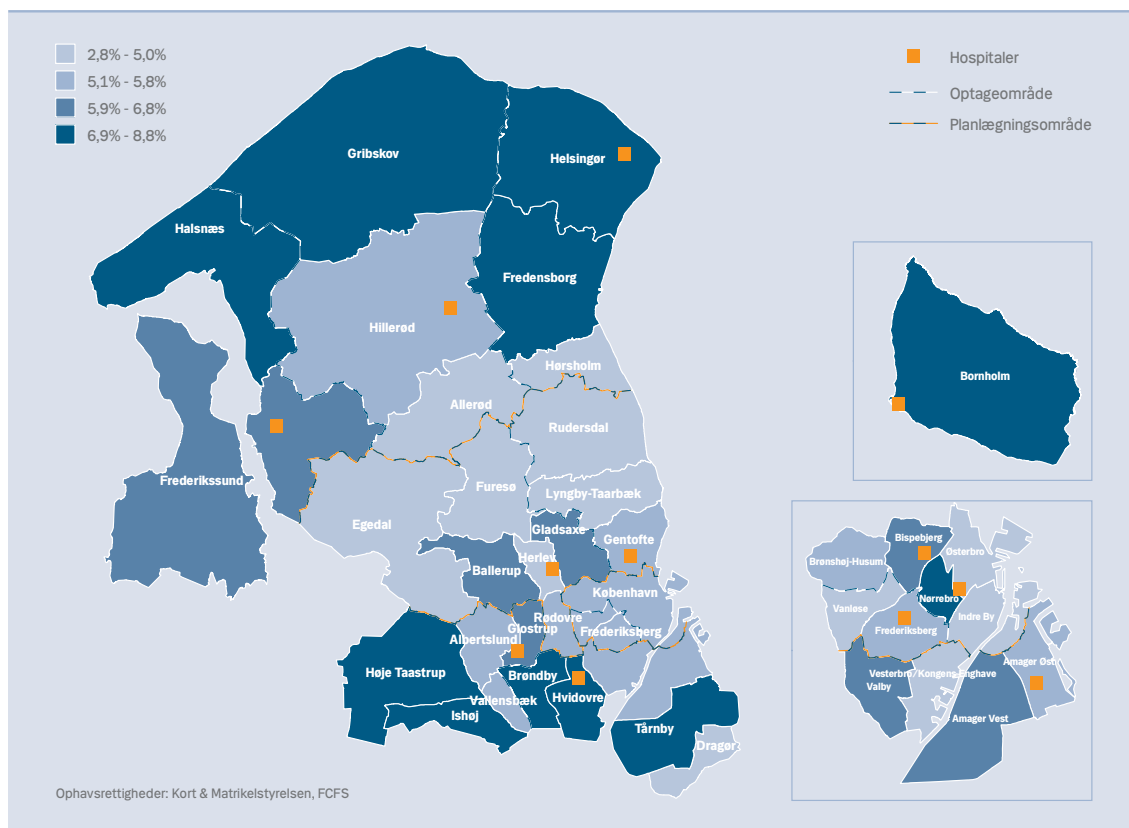 2,8% - 5,0%
5,1% - 5,8%
5,9% - 6,8%
6,9% - 8,8%
Hospitaler
Optageområde
Planlægningsområde
Gribskov
Helsingør
Halsnæs
Fredensborg
Hillerød
Hørsholm
Allerød
Rudersdal
Frederikssund
Furesø
Lyngby-Taarbæk
Egedal
Gladsaxe
Gentofte
Herlev
Ballerup
København
Rødovre
Glostrup
Frederiksberg
Albertslund
Høje Taastrup
Brøndby
Vallensbæk
Hvidovre
Ishøj
Tårnby
Dragør
Bornholm
Bispebjerg
Østerbro
Brønshøj-Husum
Nørrebro
Vanløse
Indre By
Frederiksberg
Amager Øst
Vesterbro/Kongens Enghave
Valby
Amager Vest
Ophavsrettigheder: Kort & Matrikelstyrelsen, FCFS